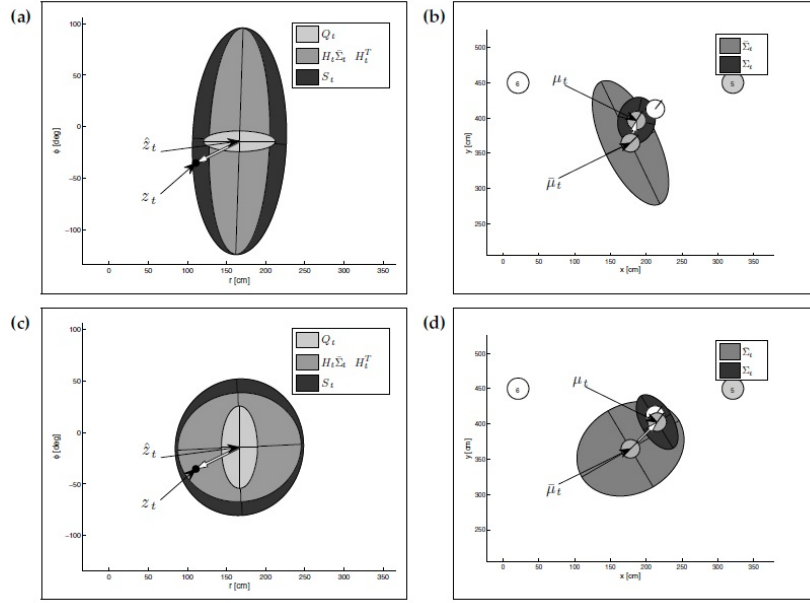 (a)
100
50
0
−50
−100
ϕ [deg]
0 50 100 150 200 250 300 350
r [cm]
Q_t
H_t Σ̄_t H_t^T
S_t
ẑ_t
z_t
(b)
500
450
400
350
300
250
y [cm]
0 50 100 150 200 250 300 350
x [cm]
Σ̄_t
Σ_t
6
5
μ_t
μ̄_t
(c)
100
50
0
−50
−100
ϕ [deg]
0 50 100 150 200 250 300 350
r [cm]
Q_t
H_t Σ̄_t H_t^T
S_t
ẑ_t
z_t
(d)
500
450
400
350
300
250
y [cm]
0 50 100 150 200 250 300 350
x [cm]
Σ_t
Σ_t
6
5
μ_t
μ̄_t